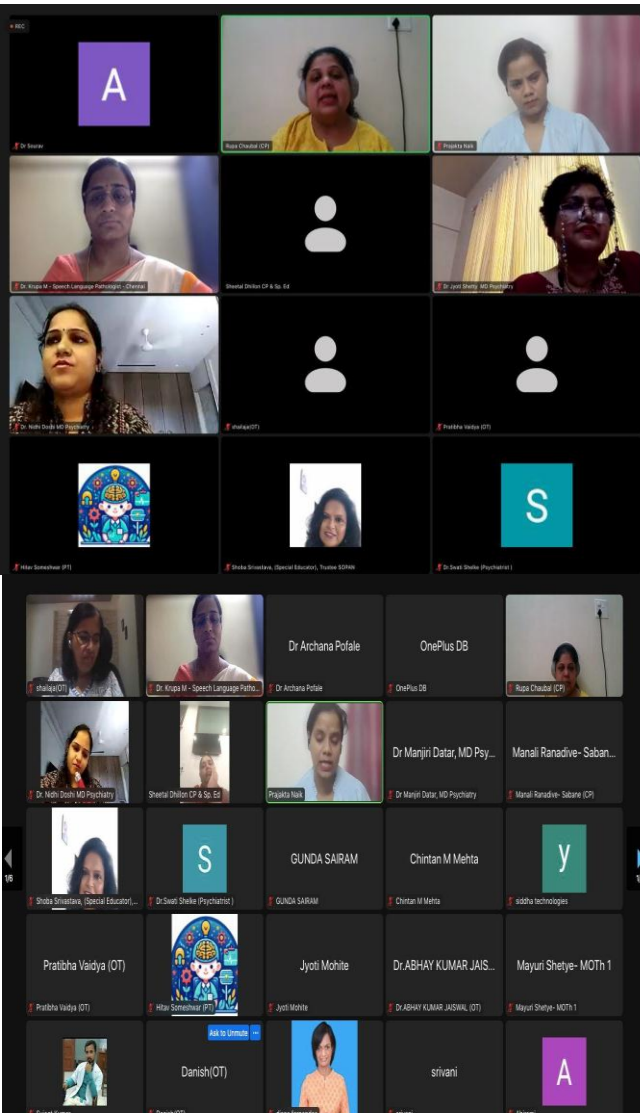 REC
A
Dr Sourav
Rupa Chaubal (CP)
Prajakta Naik
Dr. Krupa M - Speech Language Pathologist - Chennai
Sheetal Dhillon CP & Sp. Ed
Dr Jyoti Shetty MD Psychiatry
Dr. Nidhi Doshi MD Psychiatry
shailaja(OT)
Pratibha Vaidya (OT)
S
Hitav Someshwar (PT)
Shoba Srivastava, (Special Educator), Trustee SOPAN
Dr.Swati Shelke (Psychiatrist )
Dr Archana Pofale
OnePlus DB
shailaja(OT)
Dr. Krupa M - Speech Language Patho...
Dr Archana Pofale
OnePlus DB
Rupa Chaubal (CP)
Dr Manjiri Datar, MD Psy...
Manali Ranadive- Saban...
Dr. Nidhi Doshi MD Psychiatry
Sheetal Dhillon CP & Sp. Ed
Prajakta Naik
Dr Manjiri Datar, MD Psychiatry
Manali Ranadive- Sabane (CP)
1/6
S
GUNDA SAIRAM
Chintan M Mehta
y
Shoba Srivastava, (Special Educator),...
Dr.Swati Shelke (Psychiatrist )
GUNDA SAIRAM
Chintan M Mehta
siddha technologies
Pratibha Vaidya (OT)
Jyoti Mohite
Dr.ABHAY KUMAR JAIS...
Mayuri Shetye- MOTh 1
Pratibha Vaidya (OT)
Hitav Someshwar (PT)
Jyoti Mohite
Dr.ABHAY KUMAR JAISWAL (OT)
Mayuri Shetye- MOTh 1
Ask to Unmute
Danish(OT)
srivani
A